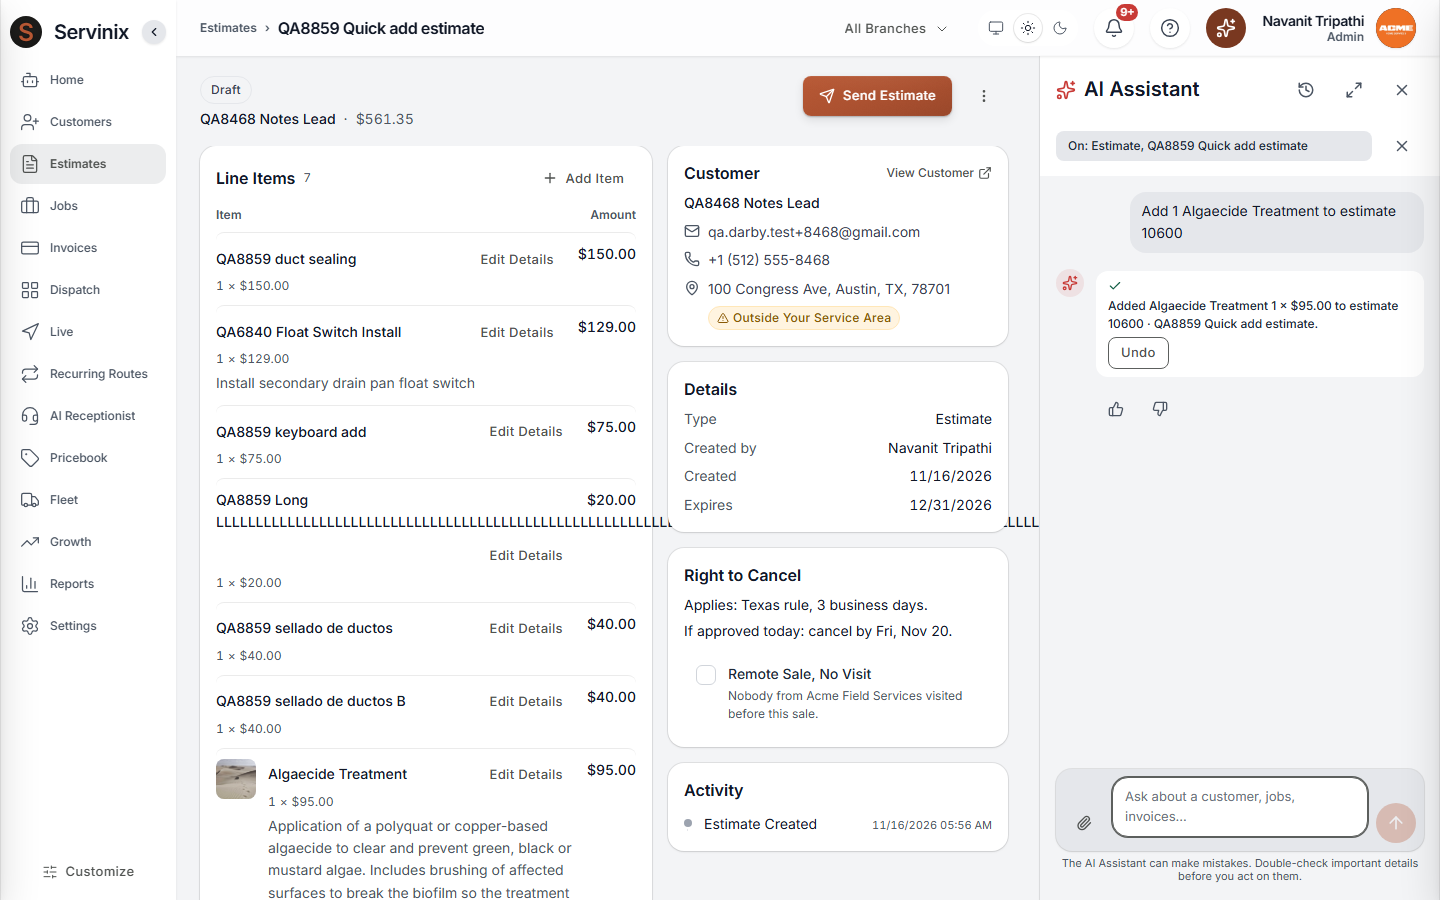 Servinix
Estimates › QA8859 Quick add estimate
All Branches
9+
Navanit Tripathi
Admin
ACME
Home
Customers
Estimates
Jobs
Invoices
Dispatch
Live
Recurring Routes
AI Receptionist
Pricebook
Fleet
Growth
Reports
Settings
Customize
Draft
QA8468 Notes Lead · $561.35
Send Estimate
Line Items 7
Add Item
Item Amount
QA8859 duct sealing Edit Details $150.00
1 × $150.00
QA6840 Float Switch Install Edit Details $129.00
1 × $129.00
Install secondary drain pan float switch
QA8859 keyboard add Edit Details $75.00
1 × $75.00
QA8859 Long $20.00
Edit Details
1 × $20.00
QA8859 sellado de ductos Edit Details $40.00
1 × $40.00
QA8859 sellado de ductos B Edit Details $40.00
1 × $40.00
Algaecide Treatment Edit Details $95.00
1 × $95.00
Application of a polyquat or copper-based
algaecide to clear and prevent green, black or
mustard algae. Includes brushing of affected
surfaces to break the biofilm so the treatment
Customer View Customer
QA8468 Notes Lead
qa.darby.test+8468@gmail.com
+1 (512) 555-8468
100 Congress Ave, Austin, TX, 78701
Outside Your Service Area
Details
Type Estimate
Created by Navanit Tripathi
Created 11/16/2026
Expires 12/31/2026
Right to Cancel
Applies: Texas rule, 3 business days.
If approved today: cancel by Fri, Nov 20.
Remote Sale, No Visit
Nobody from Acme Field Services visited
before this sale.
Activity
Estimate Created 11/16/2026 05:56 AM
AI Assistant
On: Estimate, QA8859 Quick add estimate
Add 1 Algaecide Treatment to estimate
10600
Added Algaecide Treatment 1 × $95.00 to estimate
10600 · QA8859 Quick add estimate.
Undo
Ask about a customer, jobs,
invoices...
The AI Assistant can make mistakes. Double-check important details
before you act on them.